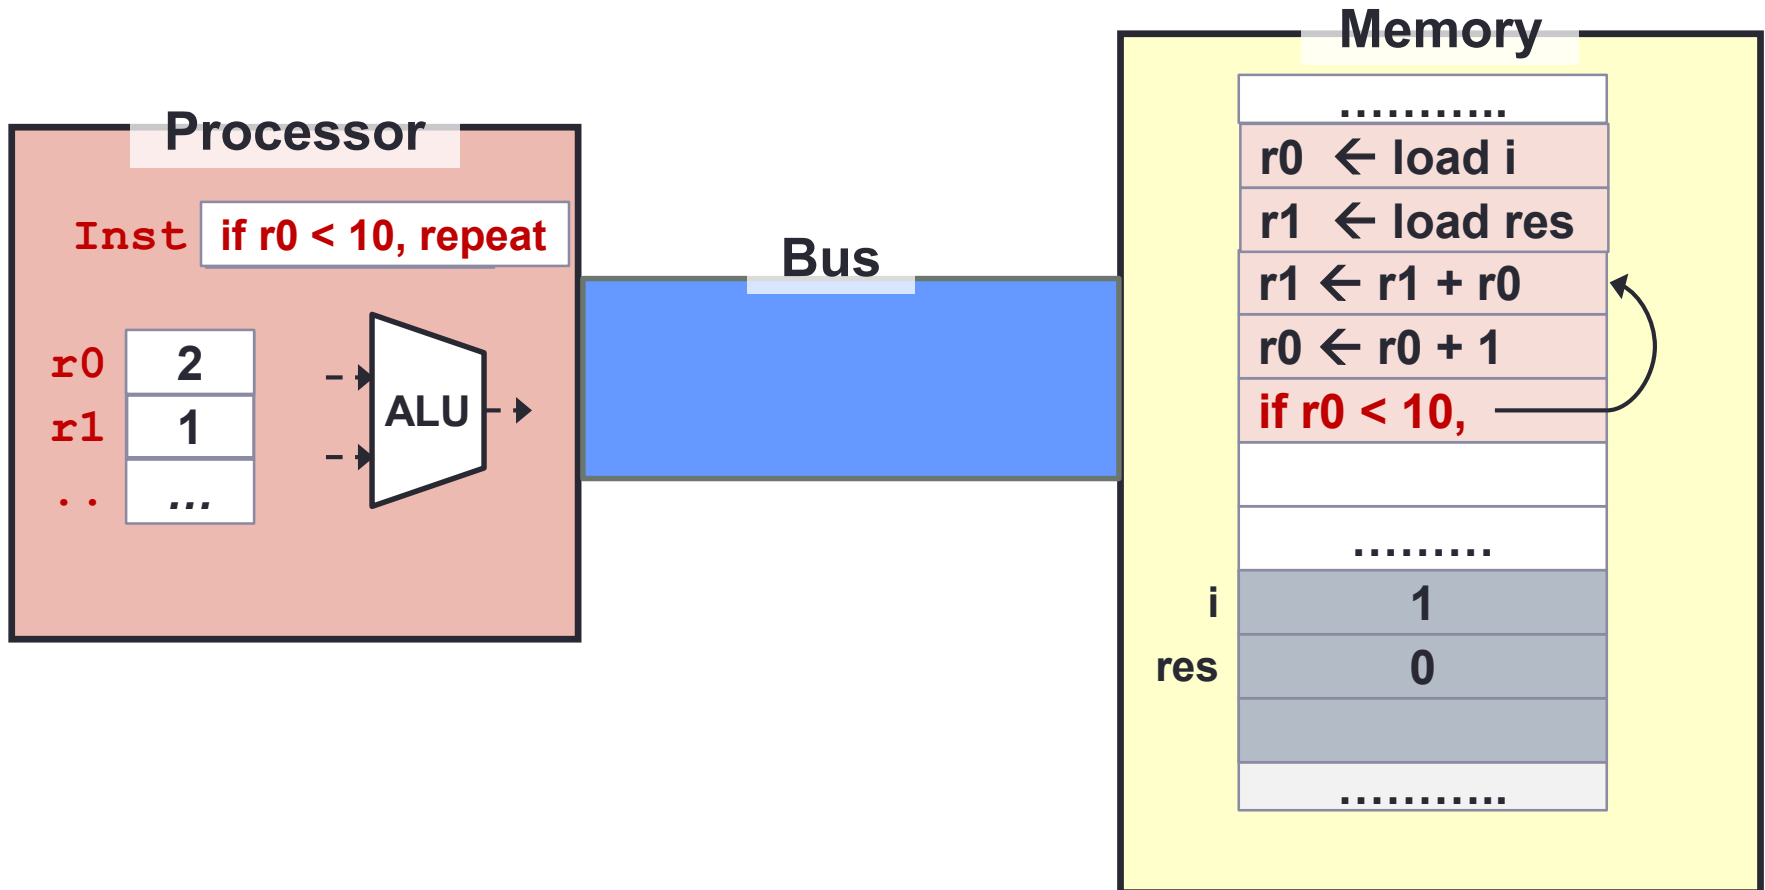 Memory
Processor
Bus
Inst if r0 < 10, repeat
r0 2
r1 1
.. ...
ALU
...........
r0 ← load i
r1 ← load res
r1 ← r1 + r0
r0 ← r0 + 1
if r0 < 10,
.........
i 1
res 0
...........